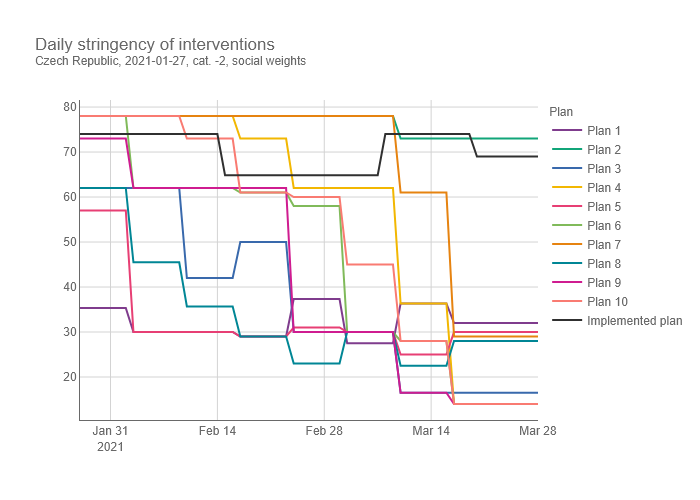 Daily stringency of interventions
Czech Republic, 2021-01-27, cat. -2, social weights
80
70
60
50
40
30
20
Jan 31
2021
Feb 14
Feb 28
Mar 14
Mar 28
Plan
Plan 1
Plan 2
Plan 3
Plan 4
Plan 5
Plan 6
Plan 7
Plan 8
Plan 9
Plan 10
Implemented plan